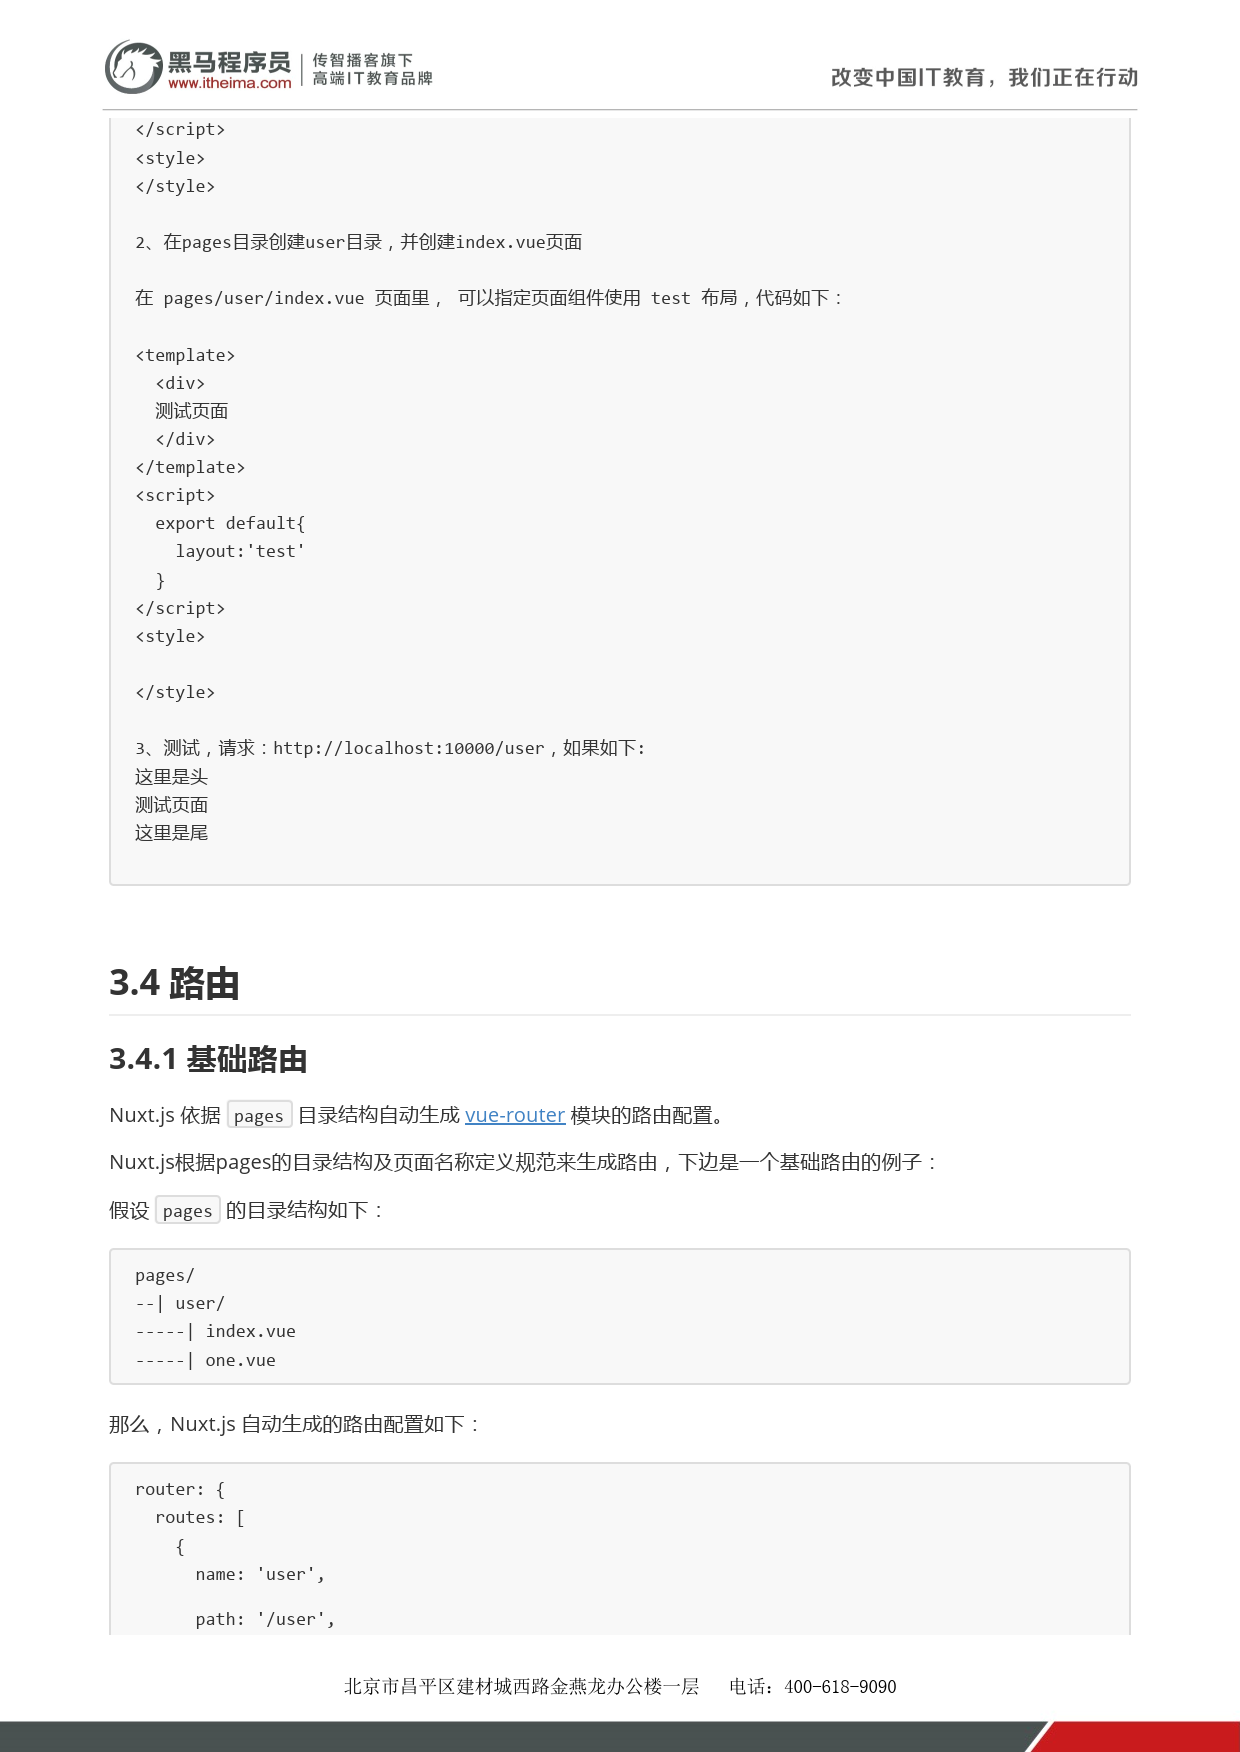 黑马程序员
www.itheima.com
传智播客旗下
高端IT教育品牌
改变中国IT教育，我们正在行动
</script>
<style>
</style>
2、在pages目录创建user目录，并创建index.vue页面
在 pages/user/index.vue 页面里， 可以指定页面组件使用 test 布局，代码如下：
<template>
  <div>
  测试页面
  </div>
</template>
<script>
  export default{
    layout:'test'
  }
</script>
<style>
</style>
3、测试，请求：http://localhost:10000/user，如果如下:
这里是头
测试页面
这里是尾
3.4 路由
3.4.1 基础路由
Nuxt.js 依据 pages 目录结构自动生成 vue-router 模块的路由配置。
Nuxt.js根据pages的目录结构及页面名称定义规范来生成路由，下边是一个基础路由的例子：
假设 pages 的目录结构如下：
pages/
--| user/
-----| index.vue
-----| one.vue
那么，Nuxt.js 自动生成的路由配置如下：
router: {
  routes: [
    {
      name: 'user',
      path: '/user',
北京市昌平区建材城西路金燕龙办公楼一层 电话：400-618-9090